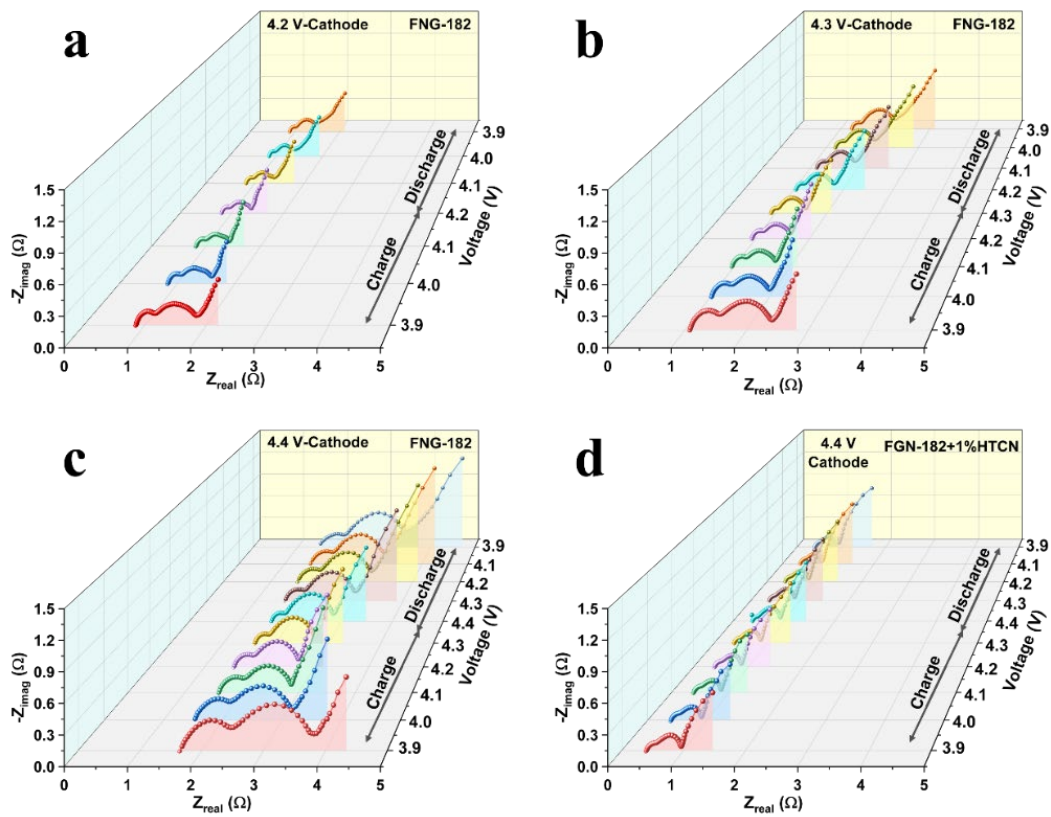 a
4.2 V-Cathode FNG-182
1.5
1.2
0.9
0.6
0.3
0.0
-Zimag (Ω)
0 1 2 3 4 5
Zreal (Ω)
3.9
4.0
4.1
4.2
4.1
4.0
3.9
Voltage (V)
Discharge
Charge
b
4.3 V-Cathode FNG-182
1.5
1.2
0.9
0.6
0.3
0.0
-Zimag (Ω)
0 1 2 3 4 5
Zreal (Ω)
3.9
4.0
4.1
4.2
4.3
4.2
4.1
4.0
3.9
Voltage (V)
Discharge
Charge
c
4.4 V-Cathode FNG-182
1.5
1.2
0.9
0.6
0.3
0.0
-Zimag (Ω)
0 1 2 3 4 5
Zreal (Ω)
3.9
4.1
4.2
4.3
4.4
4.3
4.2
4.1
4.0
3.9
Voltage (V)
Discharge
Charge
d
4.4 V FGN-182+1%HTCN
Cathode
1.5
1.2
0.9
0.6
0.3
0.0
-Zimag (Ω)
0 1 2 3 4 5
Zreal (Ω)
3.9
4.1
4.2
4.3
4.4
4.3
4.2
4.1
4.0
3.9
Voltage (V)
Discharge
Charge